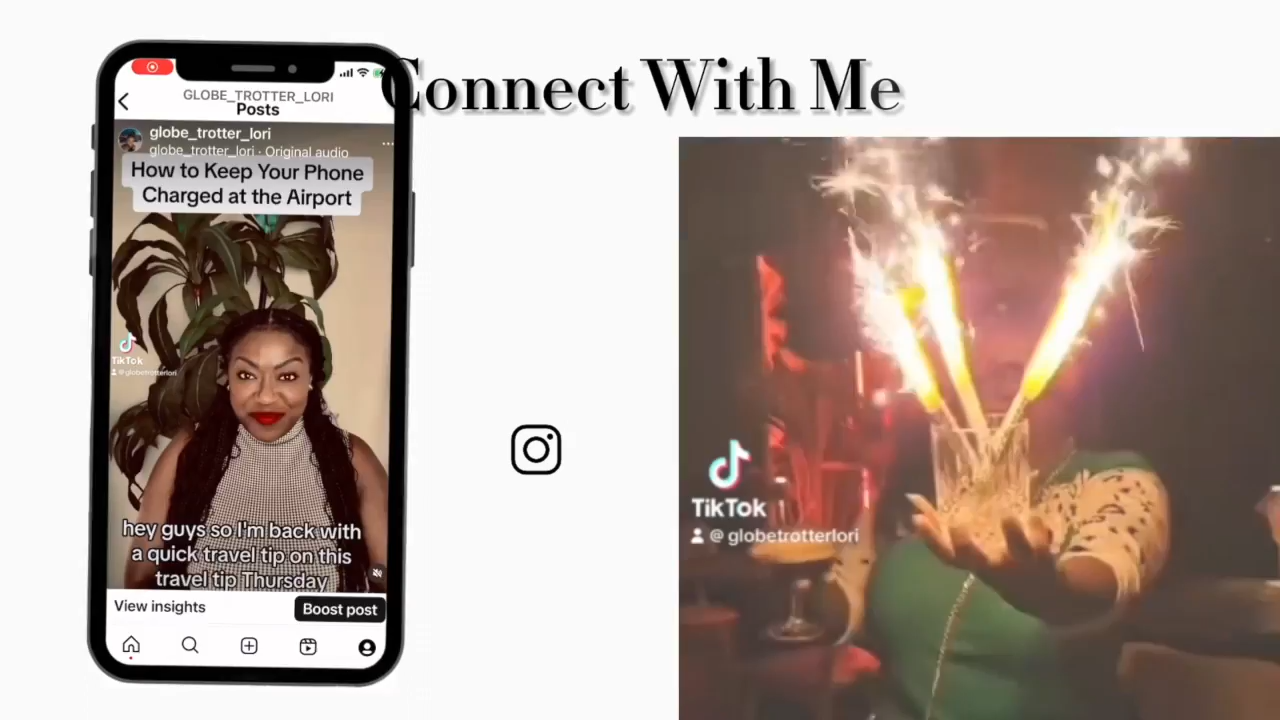 Connect With Me
GLOBE_TROTTER_LORI
Posts
globe_trotter_lori
globe_trotter_lori · Original audio
How to Keep Your Phone
Charged at the Airport
TikTok
@globetrotterlori
hey guys so I'm back with
a quick travel tip on this
travel tip Thursday
View insights
Boost post
TikTok
@ globetrotterlori